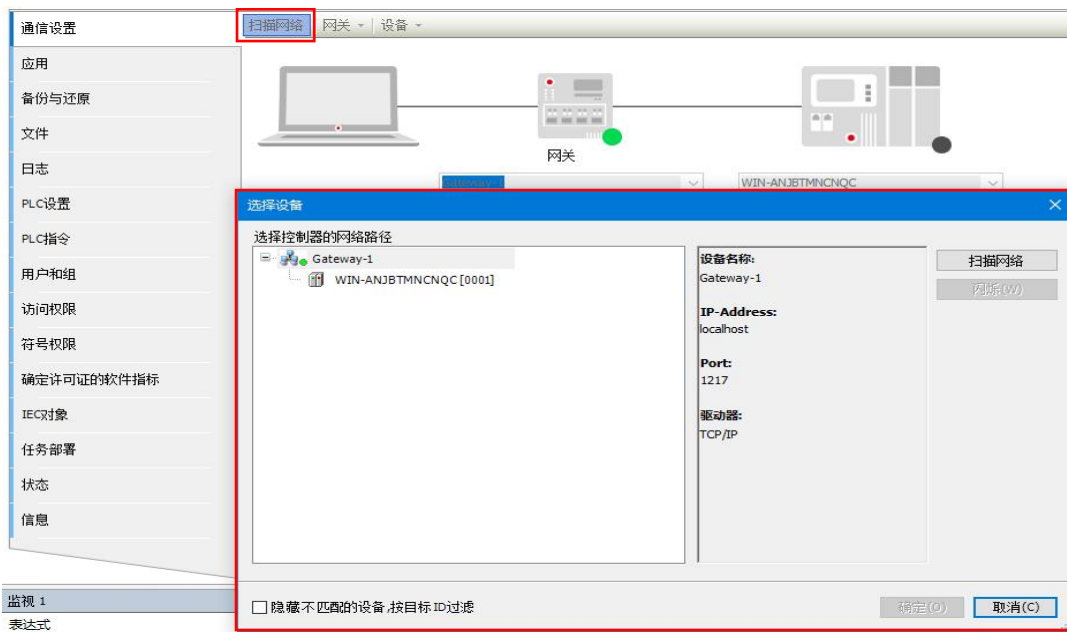 通信设置
应用
备份与还原
文件
日志
PLC设置
PLC指令
用户和组
访问权限
符号权限
确定许可证的软件指标
IEC对象
任务部署
状态
信息
监视 1
表达式
扫描网络 网关 设备
网关
Gateway-1 WIN-ANJBTMNCNQC
选择设备
选择控制器的网络路径
Gateway-1
WIN-ANJBTMNCNQC [0001]
设备名称:
Gateway-1
IP-Address:
localhost
Port:
1217
驱动器:
TCP/IP
扫描网络
闪烁(W)
隐藏不匹配的设备,按目标ID过滤
确定(O) 取消(C)